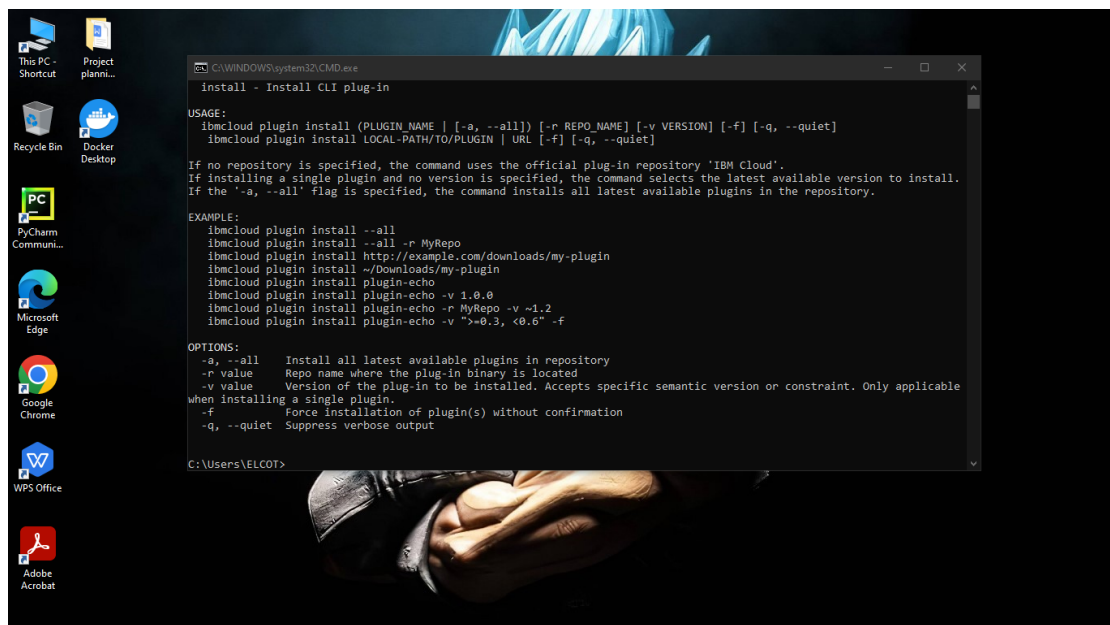 This PC -
Shortcut
Project
planni...
Recycle Bin
Docker
Desktop
PC
PyCharm
Communi...
Microsoft
Edge
Google
Chrome
W
WPS Office
Adobe
Acrobat
C:\WINDOWS\system32\CMD.exe
install - Install CLI plug-in
USAGE:
ibmcloud plugin install (PLUGIN_NAME | [-a, --all]) [-r REPO_NAME] [-v VERSION] [-f] [-q, --quiet]
ibmcloud plugin install LOCAL-PATH/TO/PLUGIN | URL [-f] [-q, --quiet]
If no repository is specified, the command uses the official plug-in repository 'IBM Cloud'.
If installing a single plugin and no version is specified, the command selects the latest available version to install.
If the '-a, --all' flag is specified, the command installs all latest available plugins in the repository.
EXAMPLE:
ibmcloud plugin install --all
ibmcloud plugin install --all -r MyRepo
ibmcloud plugin install http://example.com/downloads/my-plugin
ibmcloud plugin install ~/Downloads/my-plugin
ibmcloud plugin install plugin-echo
ibmcloud plugin install plugin-echo -v 1.0.0
ibmcloud plugin install plugin-echo -r MyRepo -v ~1.2
ibmcloud plugin install plugin-echo -v ">=0.3, <0.6" -f
OPTIONS:
-a, --all    Install all latest available plugins in repository
-r value     Repo name where the plug-in binary is located
-v value     Version of the plug-in to be installed. Accepts specific semantic version or constraint. Only applicable
when installing a single plugin.
-f           Force installation of plugin(s) without confirmation
-q, --quiet  Suppress verbose output
C:\Users\ELCOT>